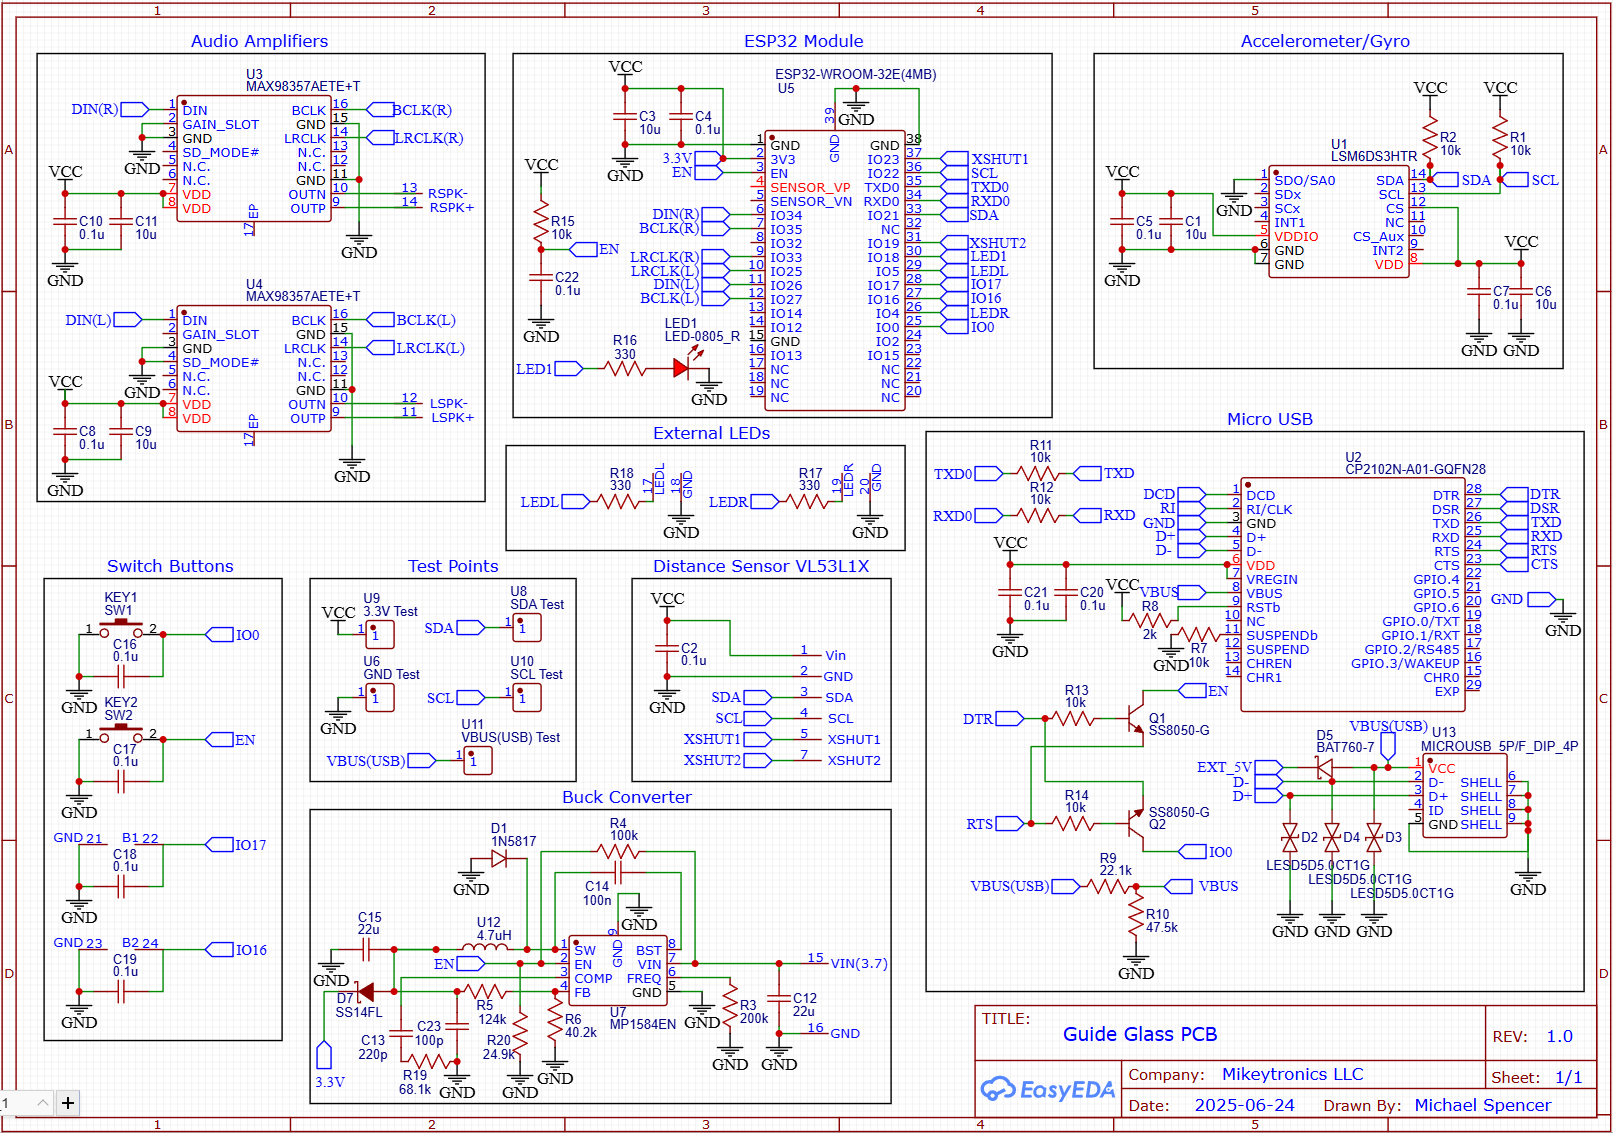 1 2 3 4 5
A
B
C
D
A
B
C
D
Audio Amplifiers
U3
MAX98357AETE+T
DIN(R)
1 DIN
2 GAIN_SLOT
3 GND
4 SD_MODE#
5 N.C.
6 N.C.
7 VDD
8 VDD
BCLK 16
GND 15
LRCLK 14
N.C. 13
N.C. 12
GND 11
OUTN 10
OUTP 9
17 EP
BCLK(R)
LRCLK(R)
13 RSPK-
14 RSPK+
GND
VCC
C10
0.1u
C11
10u
GND
GND
U4
MAX98357AETE+T
DIN(L)
1 DIN
2 GAIN_SLOT
3 GND
4 SD_MODE#
5 N.C.
6 N.C.
7 VDD
8 VDD
BCLK 16
GND 15
LRCLK 14
N.C. 13
N.C. 12
GND 11
OUTN 10
OUTP 9
17 EP
BCLK(L)
LRCLK(L)
12 LSPK-
11 LSPK+
GND
VCC
C8
0.1u
C9
10u
GND
GND
ESP32 Module
VCC
C3
10u
C4
0.1u
GND
ESP32-WROOM-32E(4MB)
U5
39
GND
GND
3.3V
EN
1 GND
2 3V3
3 EN
4 SENSOR_VP
5 SENSOR_VN
6 IO34
7 IO35
8 IO32
9 IO33
10 IO25
11 IO26
12 IO27
13 IO14
14 IO12
15 GND
16 IO13
17 NC
18 NC
19 NC
GND 38
IO23 37
IO22 36
TXD0 35
RXD0 34
IO21 33
NC 32
IO19 31
IO18 30
IO5 29
IO17 28
IO16 27
IO4 26
IO0 25
IO2 24
IO15 23
NC 22
NC 21
NC 20
DIN(R)
BCLK(R)
LRCLK(R)
LRCLK(L)
DIN(L)
BCLK(L)
XSHUT1
SCL
TXD0
RXD0
SDA
XSHUT2
LED1
LEDL
IO17
IO16
LEDR
IO0
VCC
R15
10k
EN
C22
0.1u
GND
LED1
R16
330
LED1
LED-0805_R
GND
Accelerometer/Gyro
VCC VCC
R2
10k
R1
10k
SDA
SCL
U1
LSM6DS3HTR
1 SDO/SA0
2 SDx
3 SCx
4 INT1
5 VDDIO
6 GND
7 GND
SDA 14
SCL 13
CS 12
NC 11
CS_Aux 10
INT2 9
VDD 8
VCC
C5
0.1u
C1
10u
GND
GND
VCC
C7
0.1u
C6
10u
GND GND
External LEDs
LEDL
R18
330
17 LEDL
18 GND
GND
LEDR
R17
330
19 LEDR
20 GND
GND
Micro USB
TXD0
R11
10k
TXD
RXD0
R12
10k
RXD
U2
CP2102N-A01-GQFN28
DCD
RI
GND
D+
D-
1 DCD
2 RI/CLK
3 GND
4 D+
5 D-
6 VDD
7 VREGIN
8 VBUS
9 RSTb
10 NC
11 SUSPENDb
12 SUSPEND
13 CHREN
14 CHR1
DTR 28
DSR 27
TXD 26
RXD 25
RTS 24
CTS 23
GPIO.4 22
GPIO.5 21
GPIO.6 20
GPIO.0/TXT 19
GPIO.1/RXT 18
GPIO.2/RS485 17
GPIO.3/WAKEUP 16
CHR0 15
EXP 29
DTR
DSR
TXD
RXD
RTS
CTS
GND
GND
VCC
C21
0.1u
C20
0.1u
GND
VCC
VBUS
R8
2k
R7
10k
GND
DTR
R13
10k
EN
Q1
SS8050-G
RTS
R14
10k
SS8050-G
Q2
IO0
VBUS(USB)
R9
22.1k
VBUS
R10
47.5k
GND
VBUS(USB)
D5
BAT760-7
U13
MICROUSB_5P/F_DIP_4P
EXT_5V
D-
D+
1 VCC
2 D-
3 D+
4 ID
5 GND
SHELL 6
SHELL 7
SHELL 8
SHELL 9
D2
D4
D3
LESD5D5.0CT1G
LESD5D5.0CT1G
LESD5D5.0CT1G
GND GND GND
GND
Switch Buttons
KEY1
SW1
1 2
IO0
C16
0.1u
GND
KEY2
SW2
1 2
EN
C17
0.1u
GND
GND 21 B1 22
IO17
C18
0.1u
GND
GND 23 B2 24
IO16
C19
0.1u
GND
Test Points
VCC
U9
3.3V Test
1 1
SDA
U8
SDA Test
1 1
U6
GND Test
1 1
GND
SCL
U10
SCL Test
1 1
U11
VBUS(USB) Test
VBUS(USB)
1 1
Distance Sensor VL53L1X
VCC
C2
0.1u
GND
1 Vin
2 GND
SDA 3 SDA
SCL 4 SCL
XSHUT1 5 XSHUT1
XSHUT2 7 XSHUT2
Buck Converter
D1
1N5817
GND
R4
100k
C14
100n
GND
C15
22u
GND
U12
4.7uH
EN
1 SW
2 EN
3 COMP
4 FB
9 GND
BST 8
VIN 7
FREQ 6
GND 5
U7
MP1584EN
15 VIN(3.7)
C12
22u
16 GND
GND
GND
R3
200k
GND
D7
SS14FL
3.3V
R5
124k
C13
220p
C23
100p
R19
68.1k
GND
R20
24.9k
GND
R6
40.2k
GND
TITLE:
Guide Glass PCB
REV: 1.0
EasyEDA
Company: Mikeytronics LLC
Sheet: 1/1
Date: 2025-06-24 Drawn By: Michael Spencer
1 2 3 4 5
_1 +